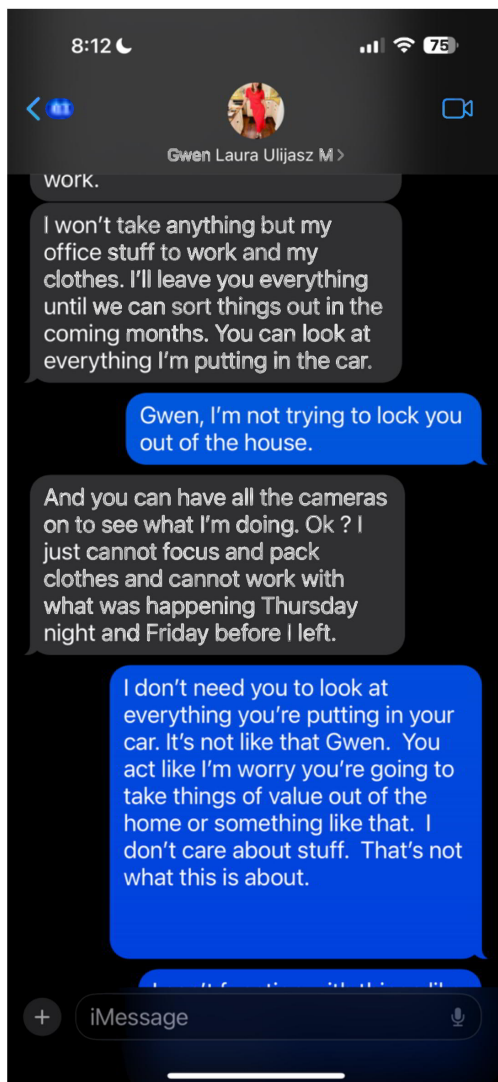 8:12
75
Gwen Laura Ulijasz M >
work.
I won't take anything but my
office stuff to work and my
clothes. I'll leave you everything
until we can sort things out in the
coming months. You can look at
everything I'm putting in the car.
Gwen, I'm not trying to lock you
out of the house.
And you can have all the cameras
on to see what I'm doing. Ok ? I
just cannot focus and pack
clothes and cannot work with
what was happening Thursday
night and Friday before I left.
I don't need you to look at
everything you're putting in your
car. It's not like that Gwen.  You
act like I'm worry you're going to
take things of value out of the
home or something like that.  I
don't care about stuff.  That's not
what this is about.
iMessage